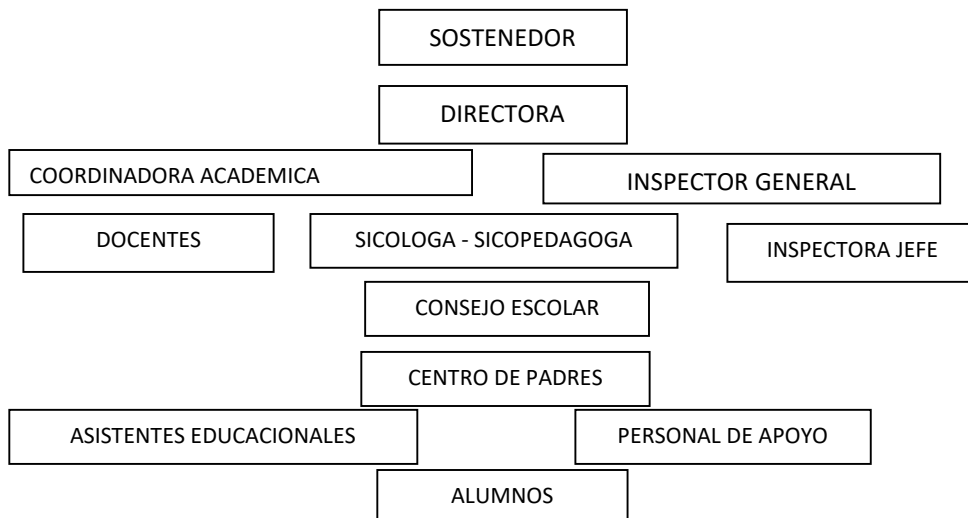 SOSTENEDOR
DIRECTORA
COORDINADORA ACADEMICA
INSPECTOR GENERAL
DOCENTES
SICOLOGA - SICOPEDAGOGA
INSPECTORA JEFE
CONSEJO ESCOLAR
CENTRO DE PADRES
ASISTENTES EDUCACIONALES
PERSONAL DE APOYO
ALUMNOS